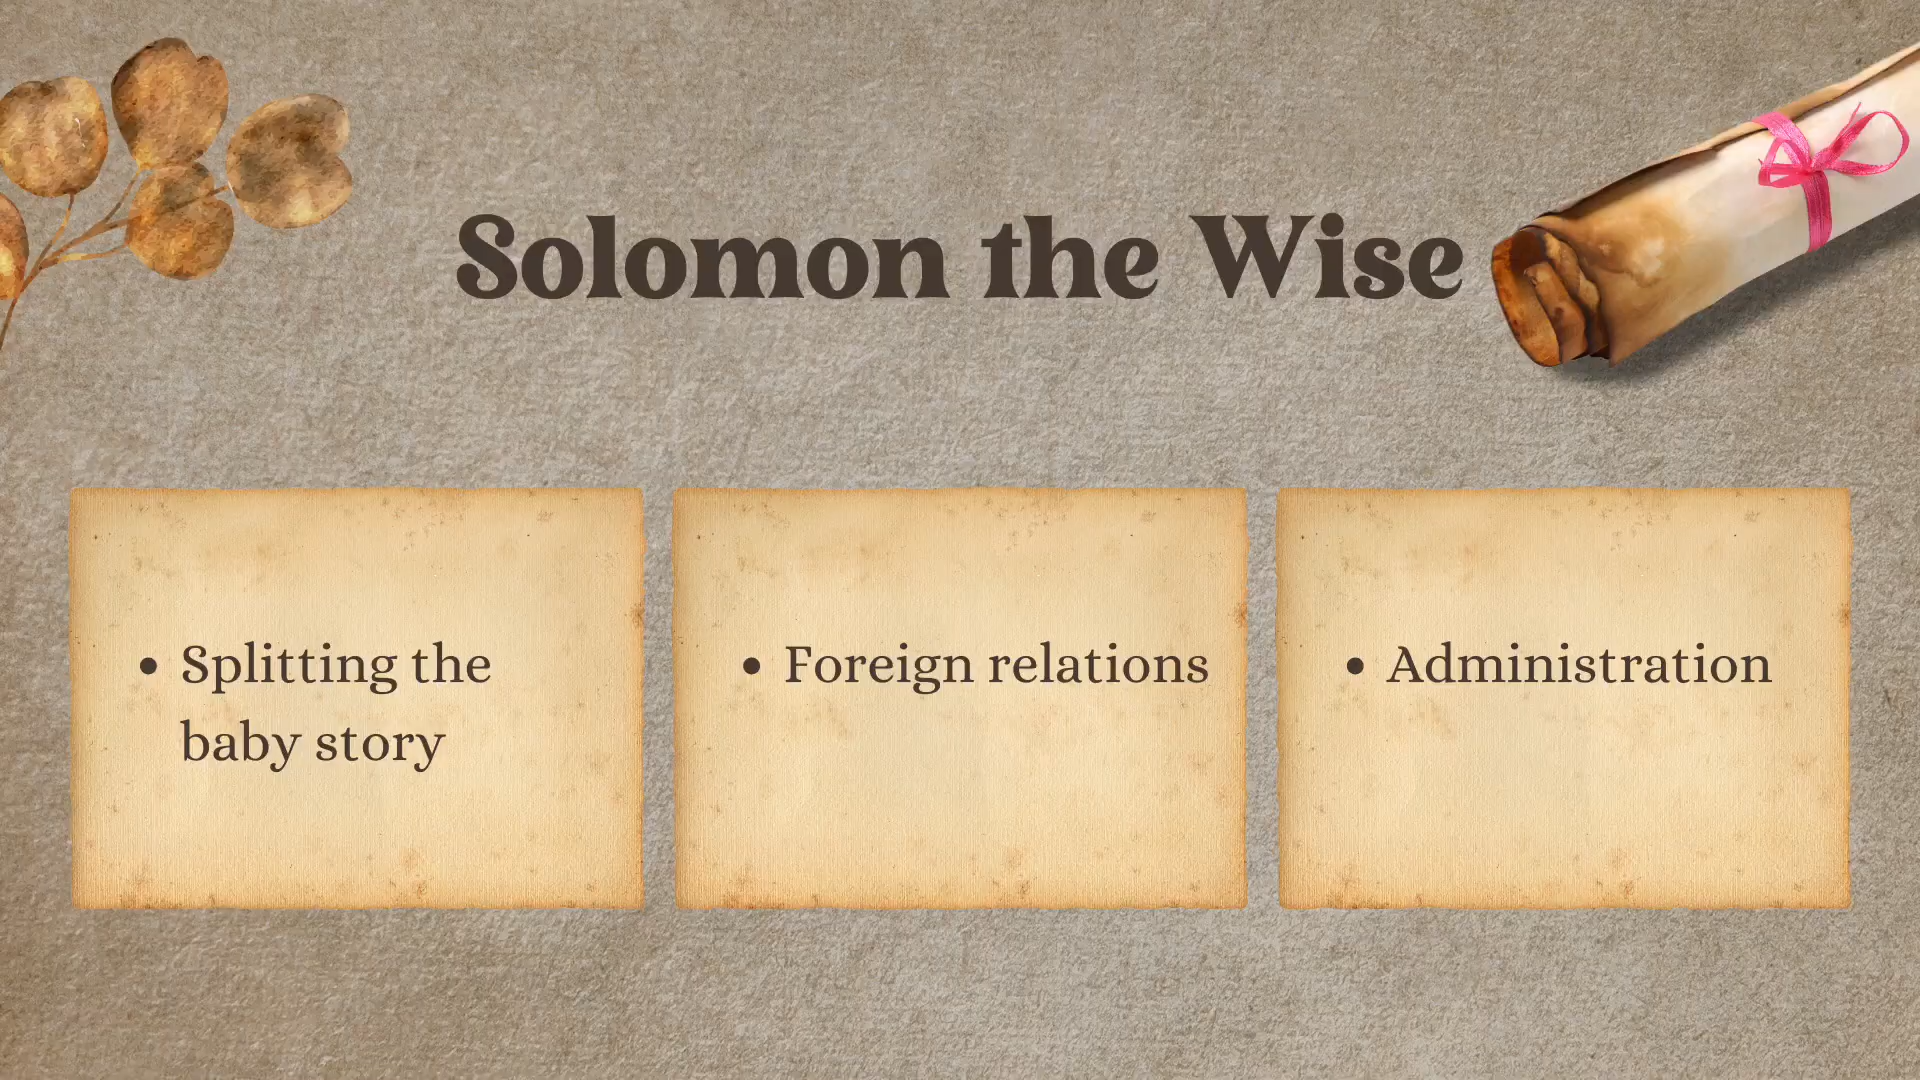 Solomon the Wise
• Splitting the
baby story
• Foreign relations
• Administration